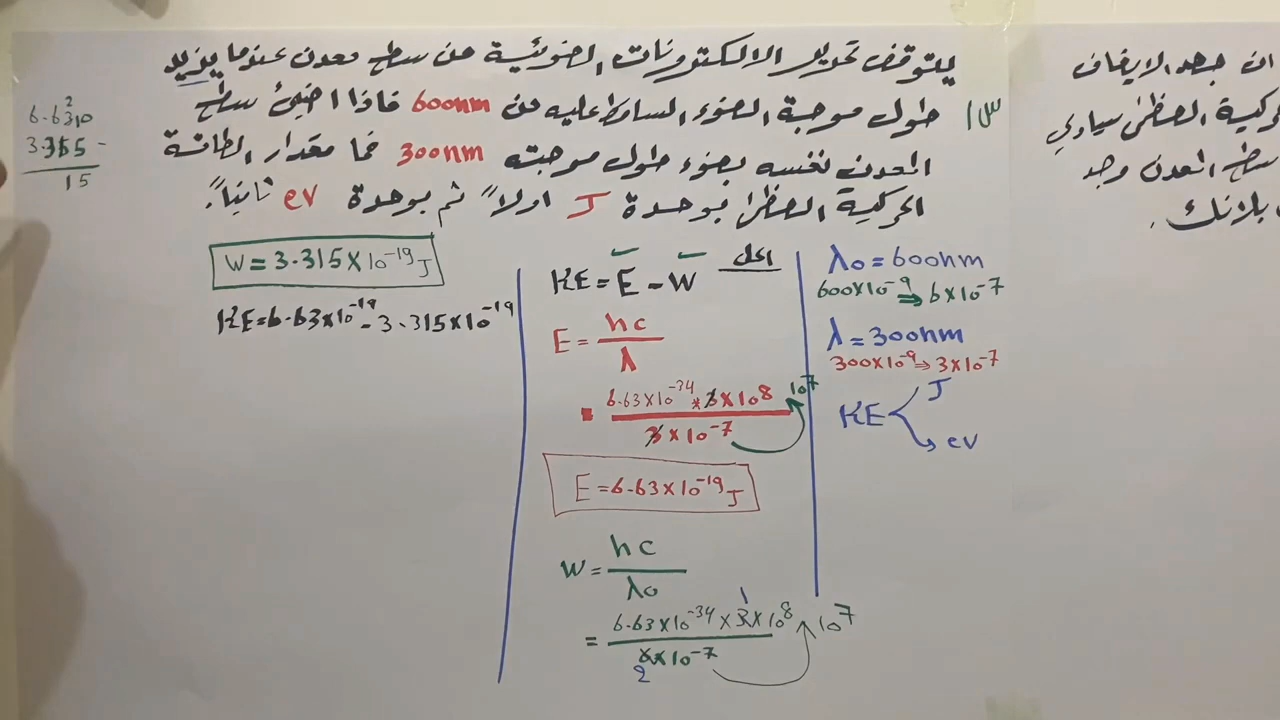 يتوقف تحرير الالكترونات الضوئية من سطح معدن عندما يزيد
س١ طول موجة الضوء الساقط عليه عن 600nm فاذا اضيئ سطح
المعدن نفسه بضوء طول موجته 300nm فما مقدار الطاقة
الحركية العظمى بوحدة J اولاً ثم بوحدة ev ثانياً.
ان جهد الايقاف
الحركية العظمى يساوي
سطح المعدن وجد
بلانك.
6.6310
3.315 -
15
الحل
λo = 600nm
600×10⁻⁹ ⇒ 6×10⁻⁷
λ = 300nm
300×10⁻⁹ ⇒ 3×10⁻⁷
KE
J
ev
KE = E - W
E = hc
λ
= 6.63×10⁻³⁴ * 3×10⁸ 10⁷
3×10⁻⁷
E = 6.63×10⁻¹⁹ J
W = hc
λo
1
= 6.63×10⁻³⁴ × 3×10⁸ 10⁷
6×10⁻⁷
2
W = 3.315×10⁻¹⁹ J
KE = 6.63×10⁻¹⁹ - 3.315×10⁻¹⁹